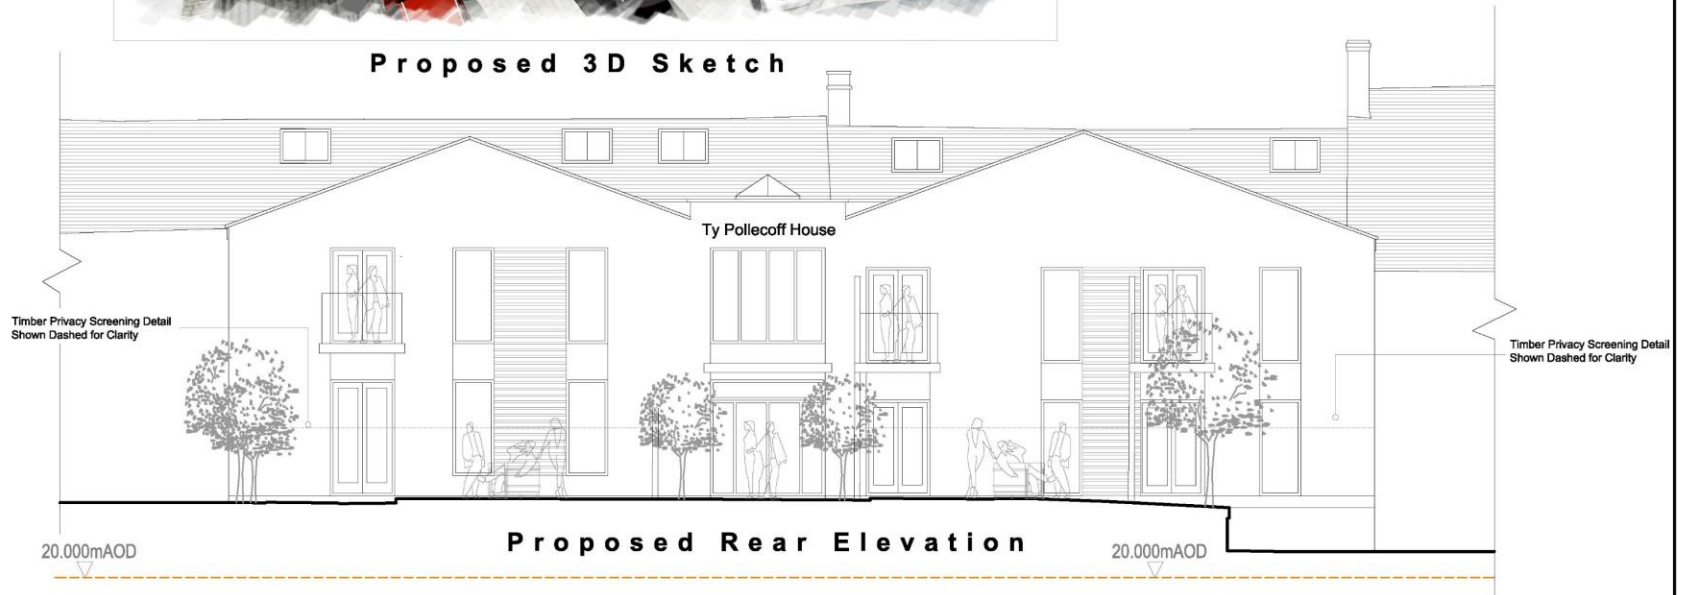 Proposed 3D Sketch
Ty Pollecoff House
Timber Privacy Screening Detail
Shown Dashed for Clarity
Timber Privacy Screening Detail
Shown Dashed for Clarity
Proposed Rear Elevation
20.000mAOD
20.000mAOD